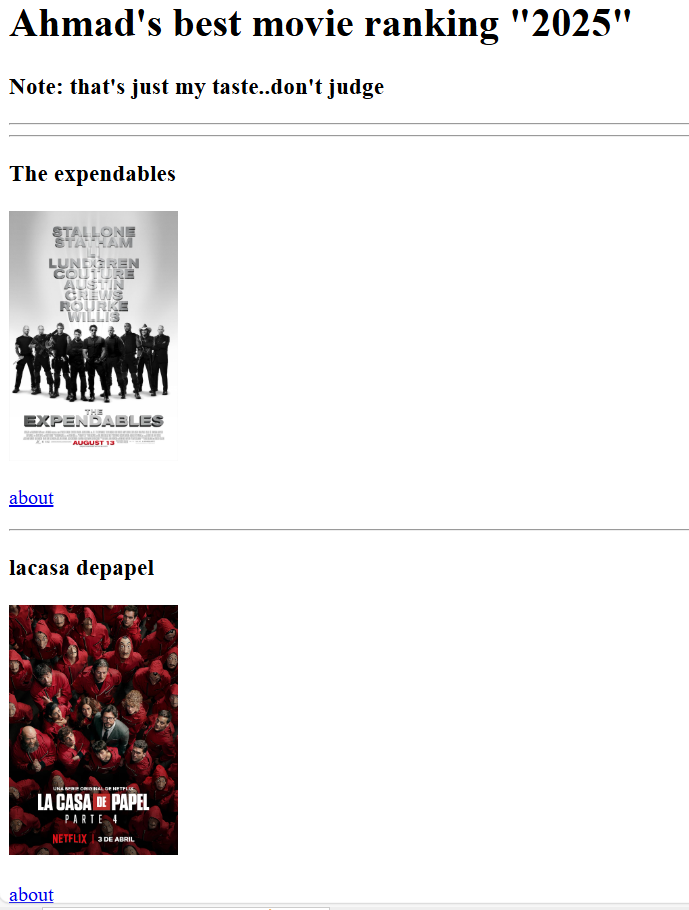 Ahmad's best movie ranking "2025"
Note: that's just my taste..don't judge
The expendables
STALLONE
STATHAM
LI
LUNDGREN
COUTURE
AUSTIN
CREWS
ROURKE
WILLIS
THE
EXPENDABLES
AUGUST 13
about
lacasa depapel
UNA SERIE ORIGINAL DE NETFLIX
LA CASA DE PAPEL
PARTE 4
NETFLIX | 3 DE ABRIL
about